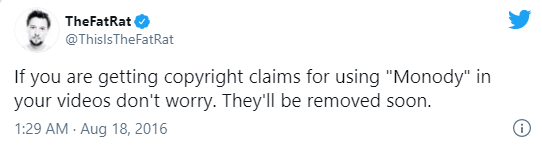 TheFatRat
@ThisIsTheFatRat
If you are getting copyright claims for using "Monody" in
your videos don't worry. They'll be removed soon.
1:29 AM · Aug 18, 2016